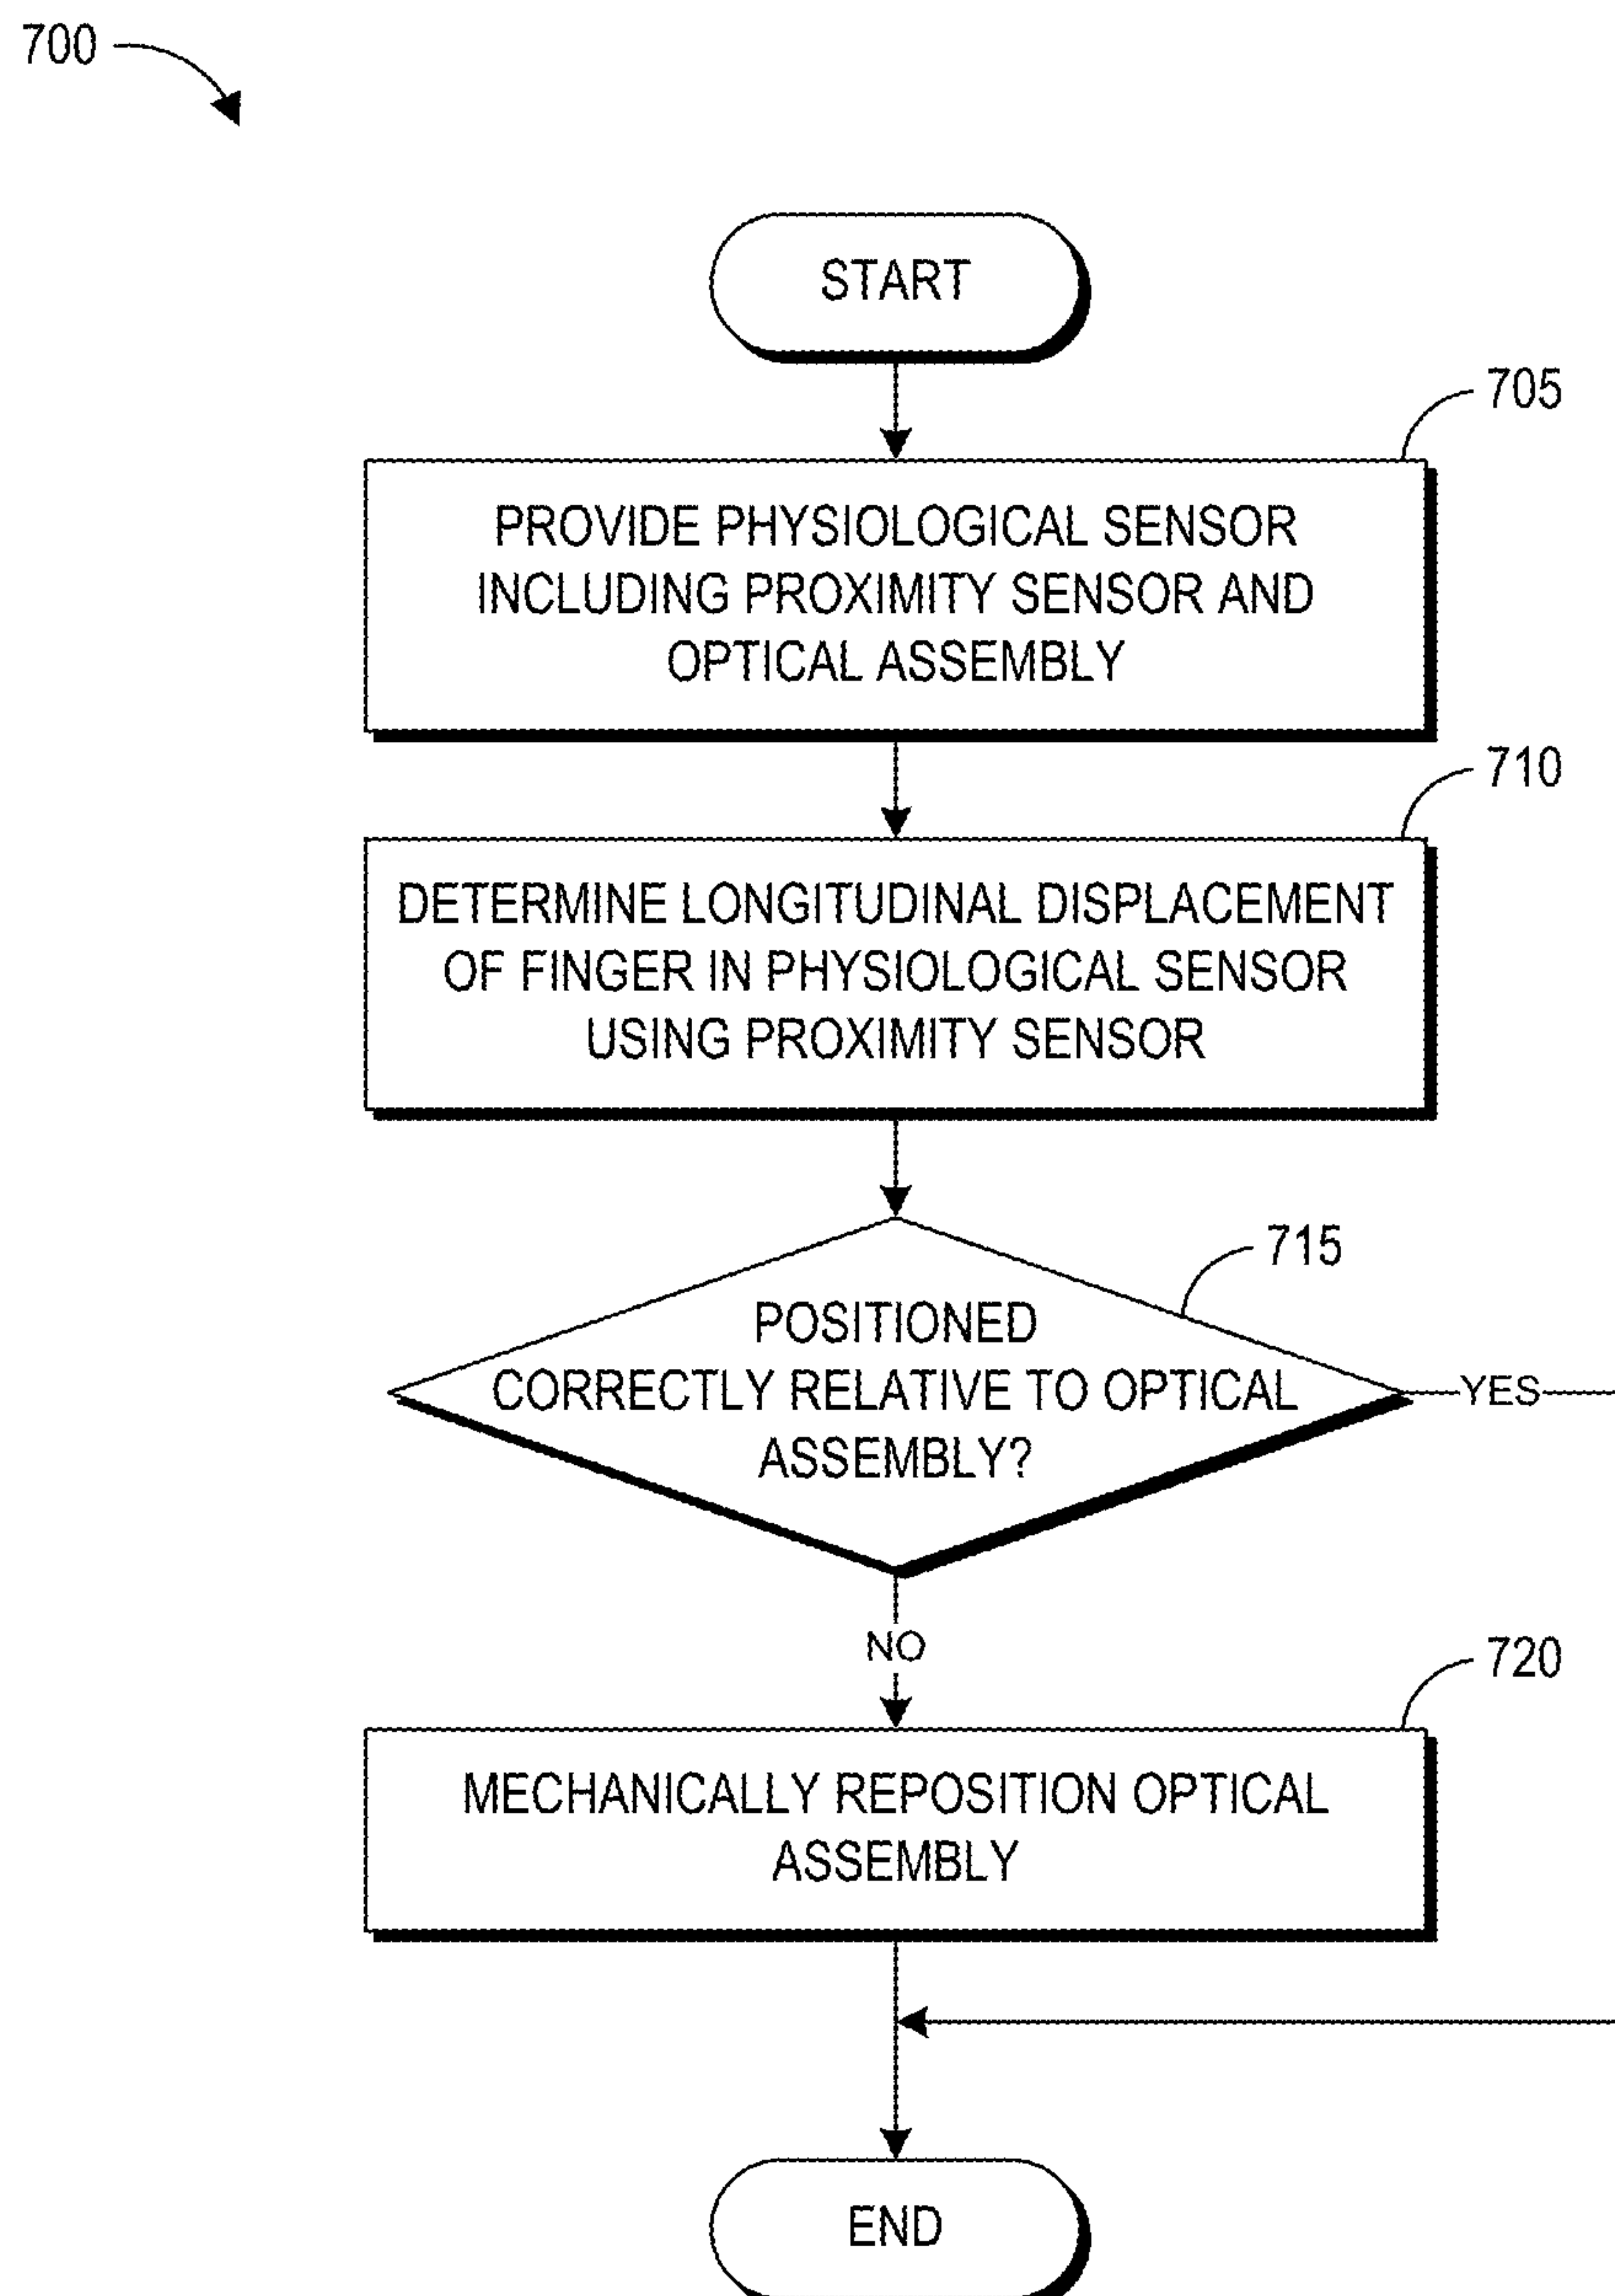 700
START
705
PROVIDE PHYSIOLOGICAL SENSOR
INCLUDING PROXIMITY SENSOR AND
OPTICAL ASSEMBLY
710
DETERMINE LONGITUDINAL DISPLACEMENT
OF FINGER IN PHYSIOLOGICAL SENSOR
USING PROXIMITY SENSOR
715
POSITIONED
CORRECTLY RELATIVE TO OPTICAL
ASSEMBLY?
YES
NO
720
MECHANICALLY REPOSITION OPTICAL
ASSEMBLY
END